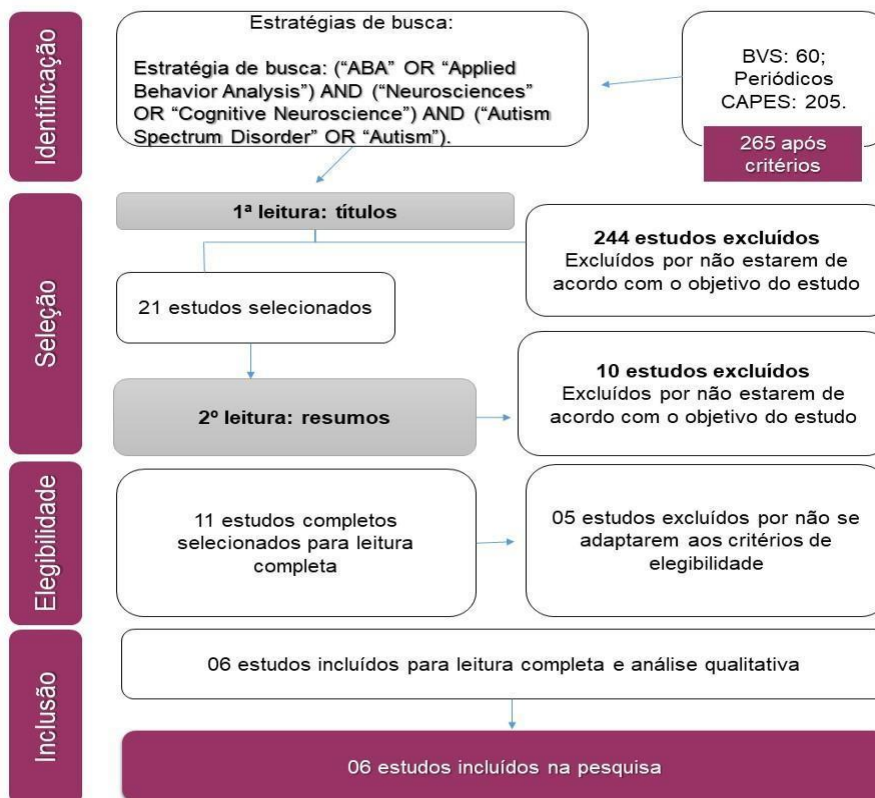 Identificação
Estratégias de busca:
Estratégia de busca: (“ABA” OR “Applied
Behavior Analysis”) AND (“Neurosciences”
OR “Cognitive Neuroscience”) AND (“Autism
Spectrum Disorder” OR “Autism”).
BVS: 60;
Periódicos
CAPES: 205.
265 após
critérios
Seleção
1ª leitura: títulos
244 estudos excluídos
Excluídos por não estarem de
acordo com o objetivo do estudo
21 estudos selecionados
2º leitura: resumos
10 estudos excluídos
Excluídos por não estarem de
acordo com o objetivo do estudo
Elegibilidade
11 estudos completos
selecionados para leitura
completa
05 estudos excluídos por não se
adaptarem aos critérios de
elegibilidade
Inclusão
06 estudos incluídos para leitura completa e análise qualitativa
06 estudos incluídos na pesquisa